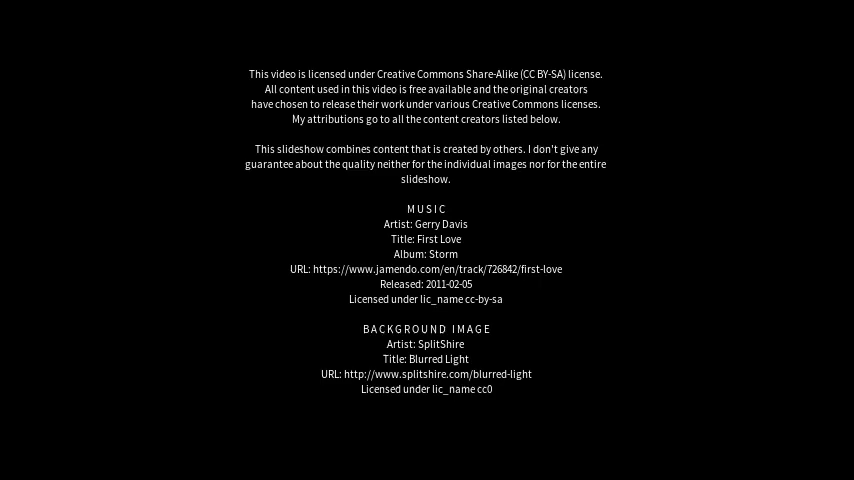 This video is licensed under Creative Commons Share-Alike (CC BY-SA) license.
All content used in this video is free available and the original creators
have chosen to release their work under various Creative Commons licenses.
My attributions go to all the content creators listed below.
This slideshow combines content that is created by others. I don't give any
guarantee about the quality neither for the individual images nor for the entire
slideshow.
MUSIC
Artist: Gerry Davis
Title: First Love
Album: Storm
URL: https://www.jamendo.com/en/track/726842/first-love
Released: 2011-02-05
Licensed under lic_name cc-by-sa
BACKGROUND IMAGE
Artist: SplitShire
Title: Blurred Light
URL: http://www.splitshire.com/blurred-light
Licensed under lic_name cc0